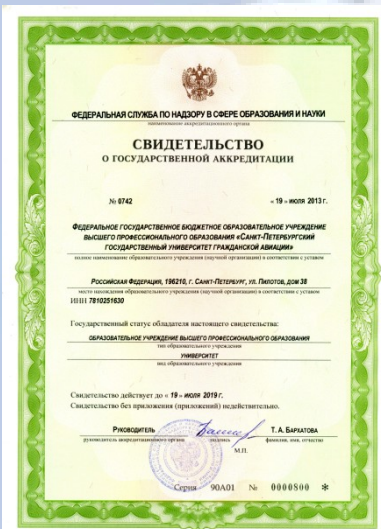 ФЕДЕРАЛЬНАЯ СЛУЖБА ПО НАДЗОРУ В СФЕРЕ ОБРАЗОВАНИЯ И НАУКИ
наименование аккредитационного органа
СВИДЕТЕЛЬСТВО
О ГОСУДАРСТВЕННОЙ АККРЕДИТАЦИИ
№ 0742 « 19 » июля 2013 г.
Федеральное государственное бюджетное образовательное учреждение
высшего профессионального образования «Санкт-Петербургский
государственный университет гражданской авиации»
полное наименование образовательного учреждения (научной организации) в соответствии с уставом
Российская Федерация, 196210, г. Санкт-Петербург, ул. Пилотов, дом 38
место нахождения образовательного учреждения (научной организации) в соответствии с уставом
ИНН 7810251630
Государственный статус обладателя настоящего свидетельства:
образовательное учреждение высшего профессионального образования
тип образовательного учреждения
университет
вид образовательного учреждения
Свидетельство действует до « 19 » июля 2019 г.
Свидетельство без приложения (приложений) недействительно.
Руководитель Т. А. Бархатова
руководитель аккредитационного органа подпись фамилия, имя, отчество
М.П.
Серия 90А01 № 0000800 *